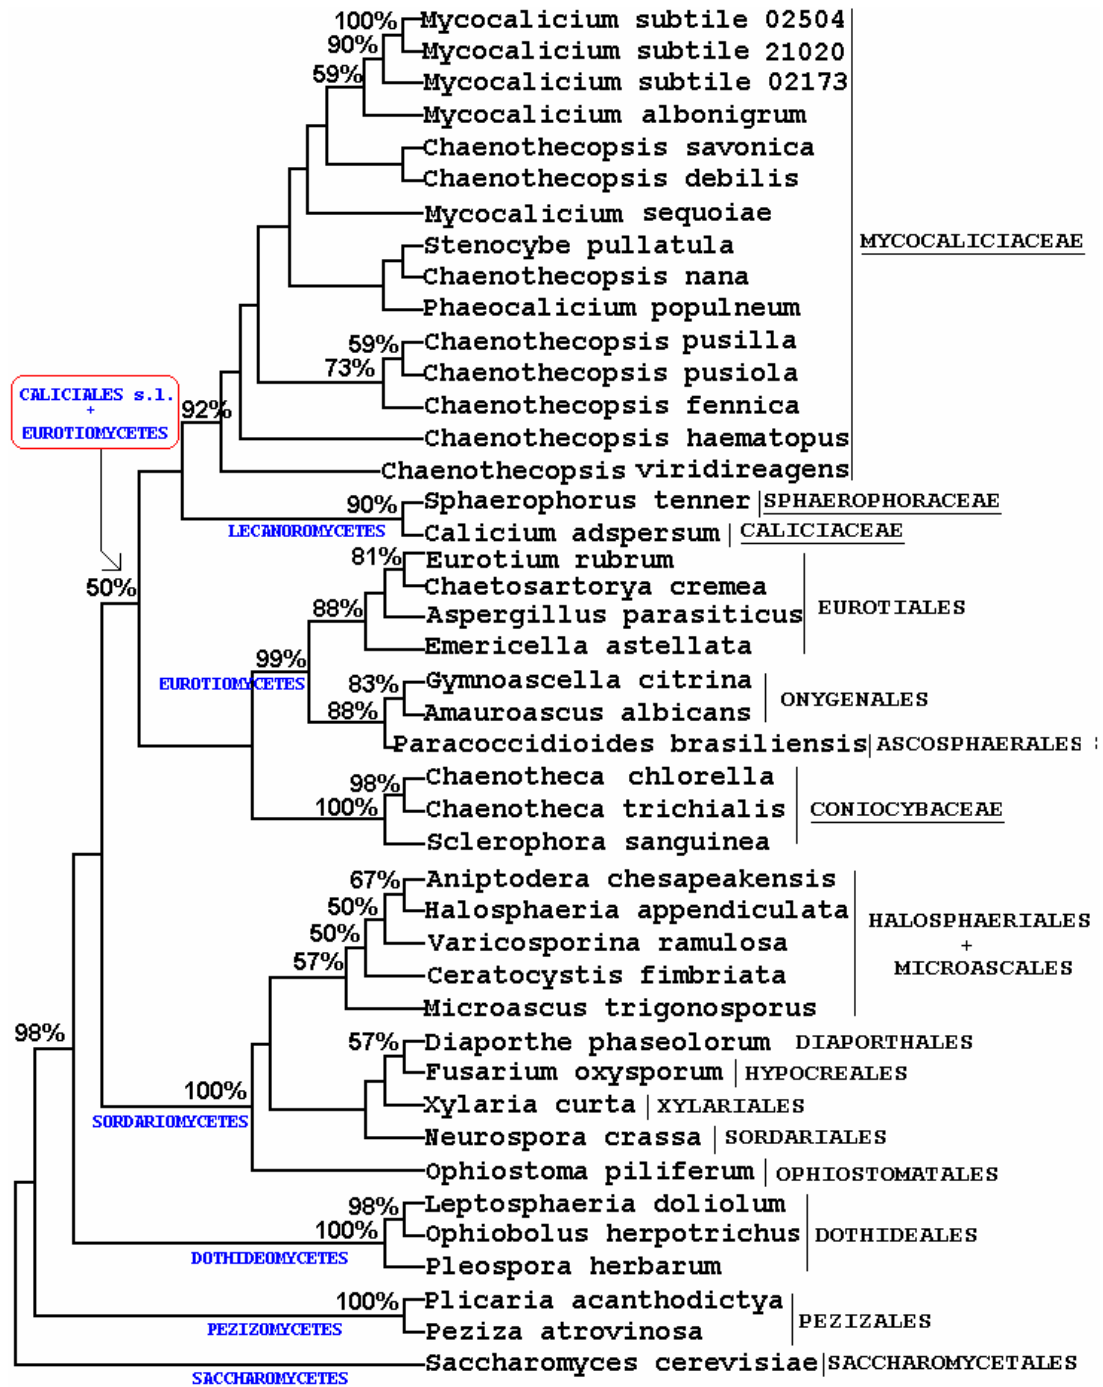 100%
Mycocalicium subtile 02504
90%
Mycocalicium subtile 21020
59%
Mycocalicium subtile 02173
Mycocalicium albonigrum
Chaenothecopsis savonica
Chaenothecopsis debilis
Mycocalicium sequoiae
MYCOCALICIACEAE
Stenocybe pullatula
Chaenothecopsis nana
Phaeocalicium populneum
59%
Chaenothecopsis pusilla
73%
Chaenothecopsis pusiola
CALICIALES s.l.
+
EUROTIOMYCETES
92%
Chaenothecopsis fennica
Chaenothecopsis haematopus
Chaenothecopsis viridireagens
90%
Sphaerophorus tenner
SPHAEROPHORACEAE
LECANOROMYCETES
Calicium adspersum
CALICIACEAE
81%
Eurotium rubrum
50%
Chaetosartorya cremea
88%
Aspergillus parasiticus
EUROTIALES
Emericella astellata
99%
EUROTIOMYCETES
83%
Gymnoascella citrina
ONYGENALES
88%
Amauroascus albicans
Paracoccidioides brasiliensis
ASCOSPHAERALES
98%
Chaenotheca chlorella
100%
Chaenotheca trichialis
CONIOCYBACEAE
Sclerophora sanguinea
67%
Aniptodera chesapeakensis
50%
Halosphaeria appendiculata
HALOSPHAERIALES
+
MICROASCALES
50%
Varicosporina ramulosa
57%
Ceratocystis fimbriata
Microascus trigonosporus
98%
57%
Diaporthe phaseolorum
DIAPORTHALES
Fusarium oxysporum
HYPOCREALES
100%
SORDARIOMYCETES
Xylaria curta
XYLARIALES
Neurospora crassa
SORDARIALES
Ophiostoma piliferum
OPHIOSTOMATALES
98%
Leptosphaeria doliolum
100%
Ophiobolus herpotrichus
DOTHIDEALES
DOTHIDEOMYCETES
Pleospora herbarum
100%
Plicaria acanthodictya
PEZIZALES
PEZIZOMYCETES
Peziza atrovinosa
Saccharomyces cerevisiae
SACCHAROMYCETALES
SACCHAROMYCETES